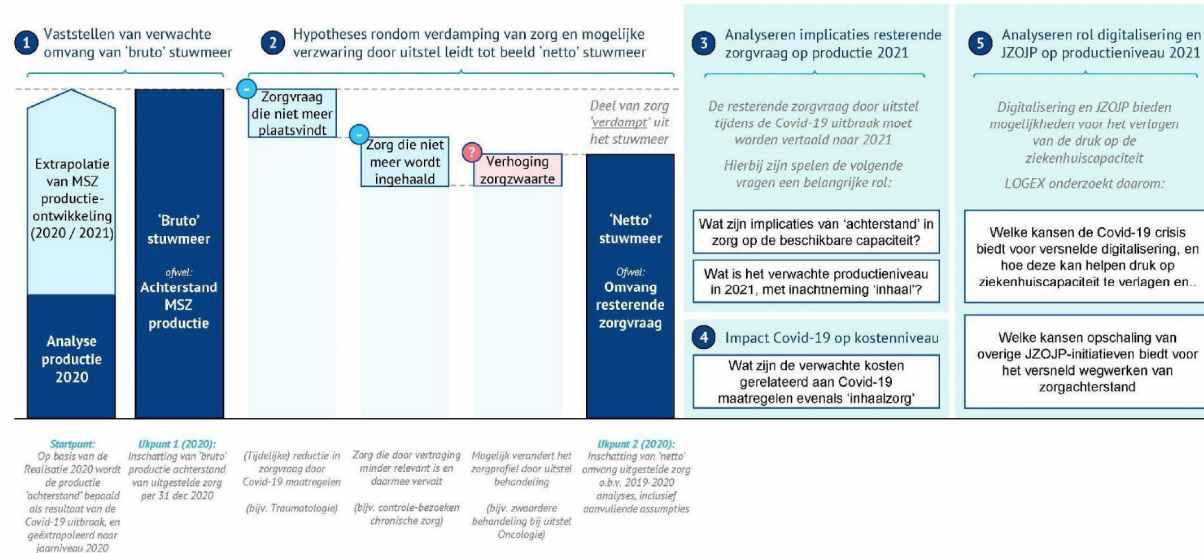 1 Vaststellen van verwachte
omvang van 'bruto' stuwmeer
2 Hypotheses rondom verdamping van zorg en mogelijke
verzwaring door uitstel leidt tot beeld 'netto' stuwmeer
Extrapolatie
van MSZ
productie-
ontwikkeling
(2020 / 2021)
Analyse
productie
2020
'Bruto'
stuwmeer
ofwel:
Achterstand
MSZ
productie
-
Zorgvraag
die niet meer
plaatsvindt
-
Zorg die niet
meer wordt
ingehaald
?
Verhoging
zorgzwaarte
Deel van zorg
'verdampt' uit
het stuwmeer
'Netto'
stuwmeer
Ofwel:
Omvang
resterende
zorgvraag
Startpunt:
Op basis van de
Realisatie 2020 wordt
de productie
'achterstand' bepaald
als resultaat van de
Covid-19 uitbraak, en
geëxtrapoleerd naar
jaarniveau 2020
IJkpunt 1 (2020):
Inschatting van 'bruto'
productie achterstand
van uitgestelde zorg
per 31 dec 2020
(Tijdelijke) reductie in
zorgvraag door
Covid-19 maatregelen
(bijv. Traumatologie)
Zorg die door vertraging
minder relevant is en
daarmee vervalt
(bijv. controle-bezoeken
chronische zorg)
Mogelijk verandert het
zorgprofiel door uitstel
behandeling
(bijv. zwaardere
behandeling bij uitstel
Oncologie)
IJkpunt 2 (2020):
Inschatting van 'netto'
omvang uitgestelde zorg
o.b.v. 2019-2020
analyses, inclusief
aanvullende assumpties
3 Analyseren implicaties resterende
zorgvraag op productie 2021
De resterende zorgvraag door uitstel
tijdens de Covid-19 uitbraak moet
worden vertaald naar 2021
Hierbij zijn spelen de volgende
vragen een belangrijke rol:
Wat zijn implicaties van 'achterstand' in
zorg op de beschikbare capaciteit?
Wat is het verwachte productieniveau
in 2021, met inachtneming 'inhaal'?
4 Impact Covid-19 op kostenniveau
Wat zijn de verwachte kosten
gerelateerd aan Covid-19
maatregelen evenals 'inhaalzorg'
5 Analyseren rol digitalisering en
JZOJP op productieniveau 2021
Digitalisering en JZOJP bieden
mogelijkheden voor het verlagen
van de druk op de
ziekenhuiscapaciteit
LOGEX onderzoekt daarom:
Welke kansen de Covid-19 crisis
biedt voor versnelde digitalisering, en
hoe deze kan helpen druk op
ziekenhuiscapaciteit te verlagen en..
Welke kansen opschaling van
overige JZOJP-initiatieven biedt voor
het versneld wegwerken van
zorgachterstand